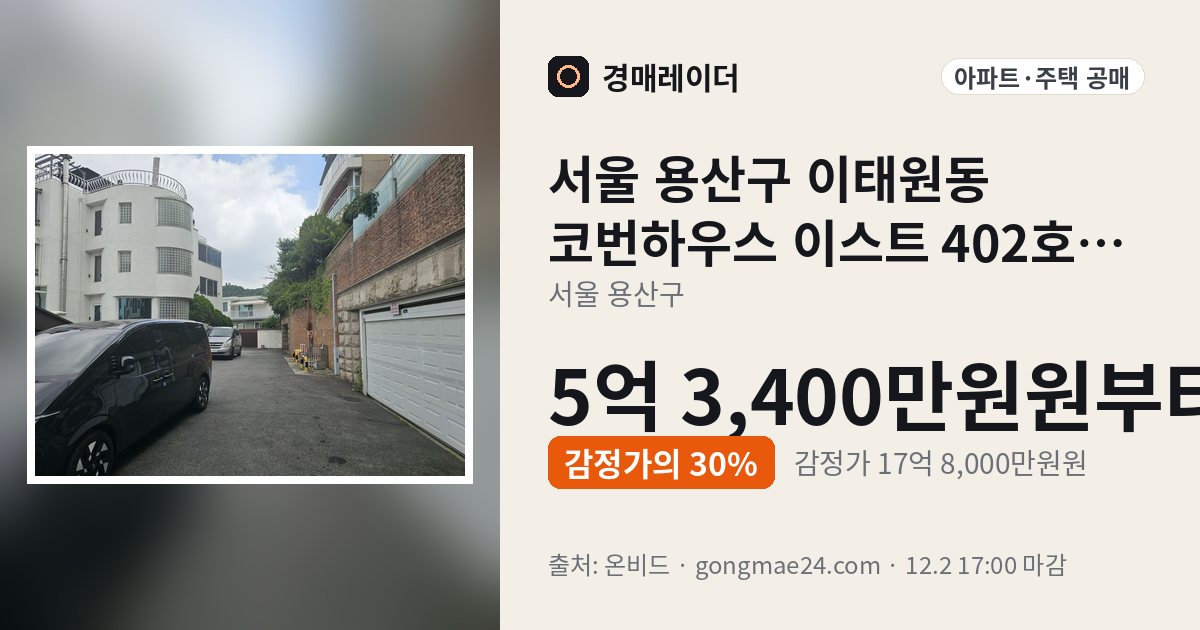 경매레이더
아파트·주택 공매
서울 용산구 이태원동
코번하우스 이스트 402호…
서울 용산구
5억 3,400만원원부터
감정가의 30%
감정가 17억 8,000만원원
출처: 온비드 · gongmae24.com · 12.2 17:00 마감